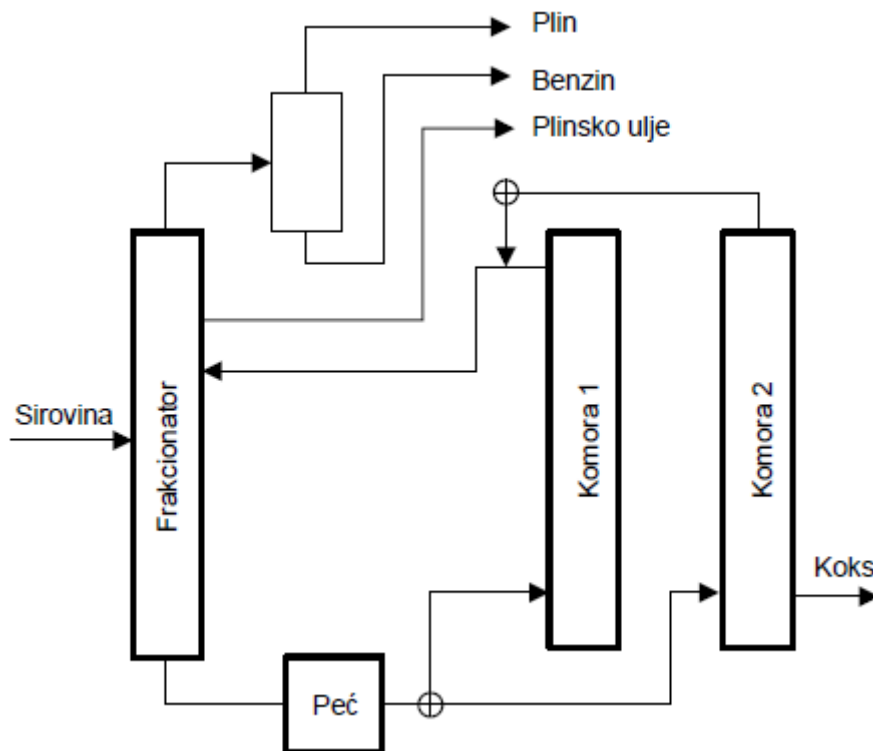 Plin
Benzin
Plinsko ulje
Sirovina
Frakcionator
Komora 1
Komora 2
Koks
Peć